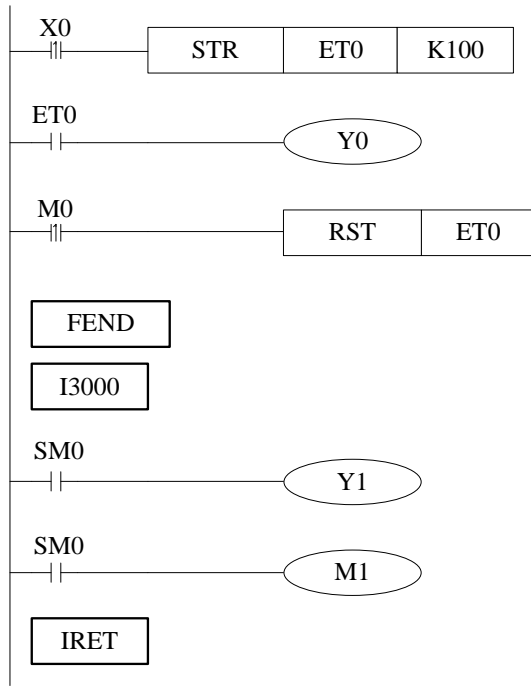 X0
STR ET0 K100
ET0
Y0
M0
RST ET0
FEND
I3000
SM0
Y1
SM0
M1
IRET